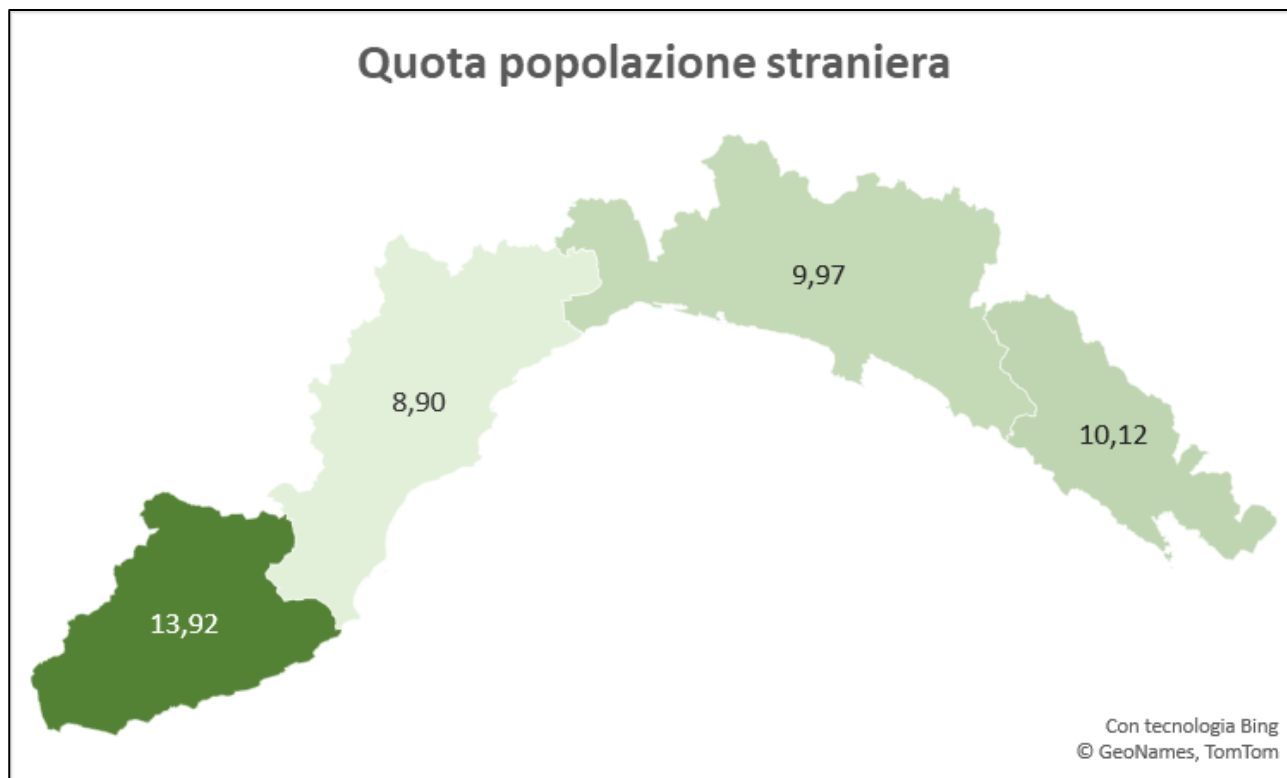 Quota popolazione straniera
9,97
8,90
10,12
13,92
Con tecnologia Bing
© GeoNames, TomTom